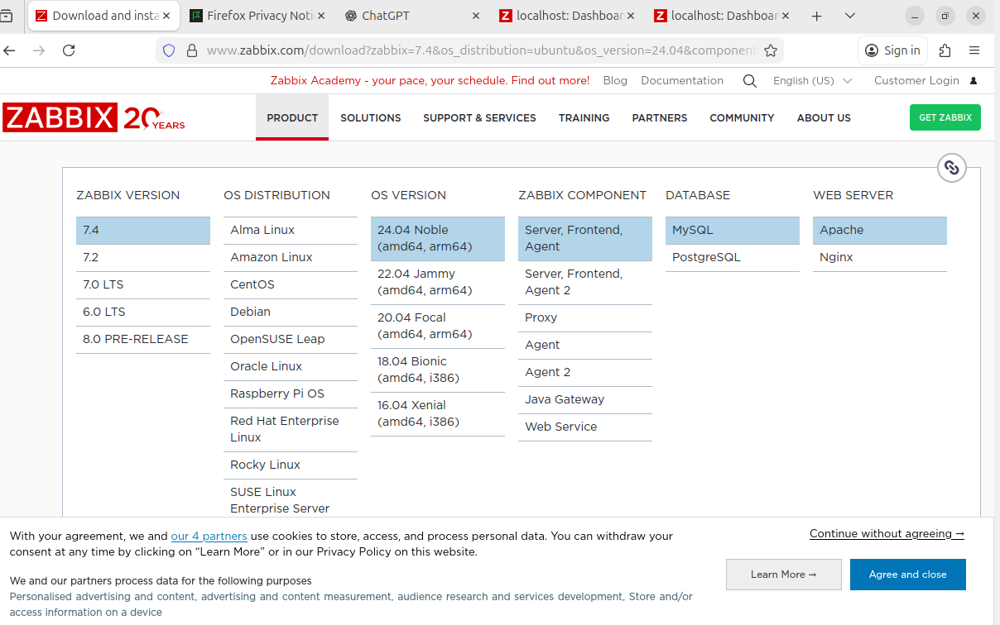 Download and insta
Firefox Privacy Noti
ChatGPT
localhost: Dashboar
localhost: Dashboar
www.zabbix.com/download?zabbix=7.4&os_distribution=ubuntu&os_version=24.04&component
Sign in
Zabbix Academy - your pace, your schedule. Find out more!
Blog
Documentation
English (US)
Customer Login
ZABBIX 20 YEARS
PRODUCT
SOLUTIONS
SUPPORT & SERVICES
TRAINING
PARTNERS
COMMUNITY
ABOUT US
GET ZABBIX
ZABBIX VERSION
7.4
7.2
7.0 LTS
6.0 LTS
8.0 PRE-RELEASE
OS DISTRIBUTION
Alma Linux
Amazon Linux
CentOS
Debian
OpenSUSE Leap
Oracle Linux
Raspberry Pi OS
Red Hat Enterprise
Linux
Rocky Linux
SUSE Linux
Enterprise Server
OS VERSION
24.04 Noble
(amd64, arm64)
22.04 Jammy
(amd64, arm64)
20.04 Focal
(amd64, arm64)
18.04 Bionic
(amd64, i386)
16.04 Xenial
(amd64, i386)
ZABBIX COMPONENT
Server, Frontend,
Agent
Server, Frontend,
Agent 2
Proxy
Agent
Agent 2
Java Gateway
Web Service
DATABASE
MySQL
PostgreSQL
WEB SERVER
Apache
Nginx
With your agreement, we and our 4 partners use cookies to store, access, and process personal data. You can withdraw your
consent at any time by clicking on “Learn More” or in our Privacy Policy on this website.
We and our partners process data for the following purposes
Personalised advertising and content, advertising and content measurement, audience research and services development, Store and/or
access information on a device
Continue without agreeing →
Learn More →
Agree and close